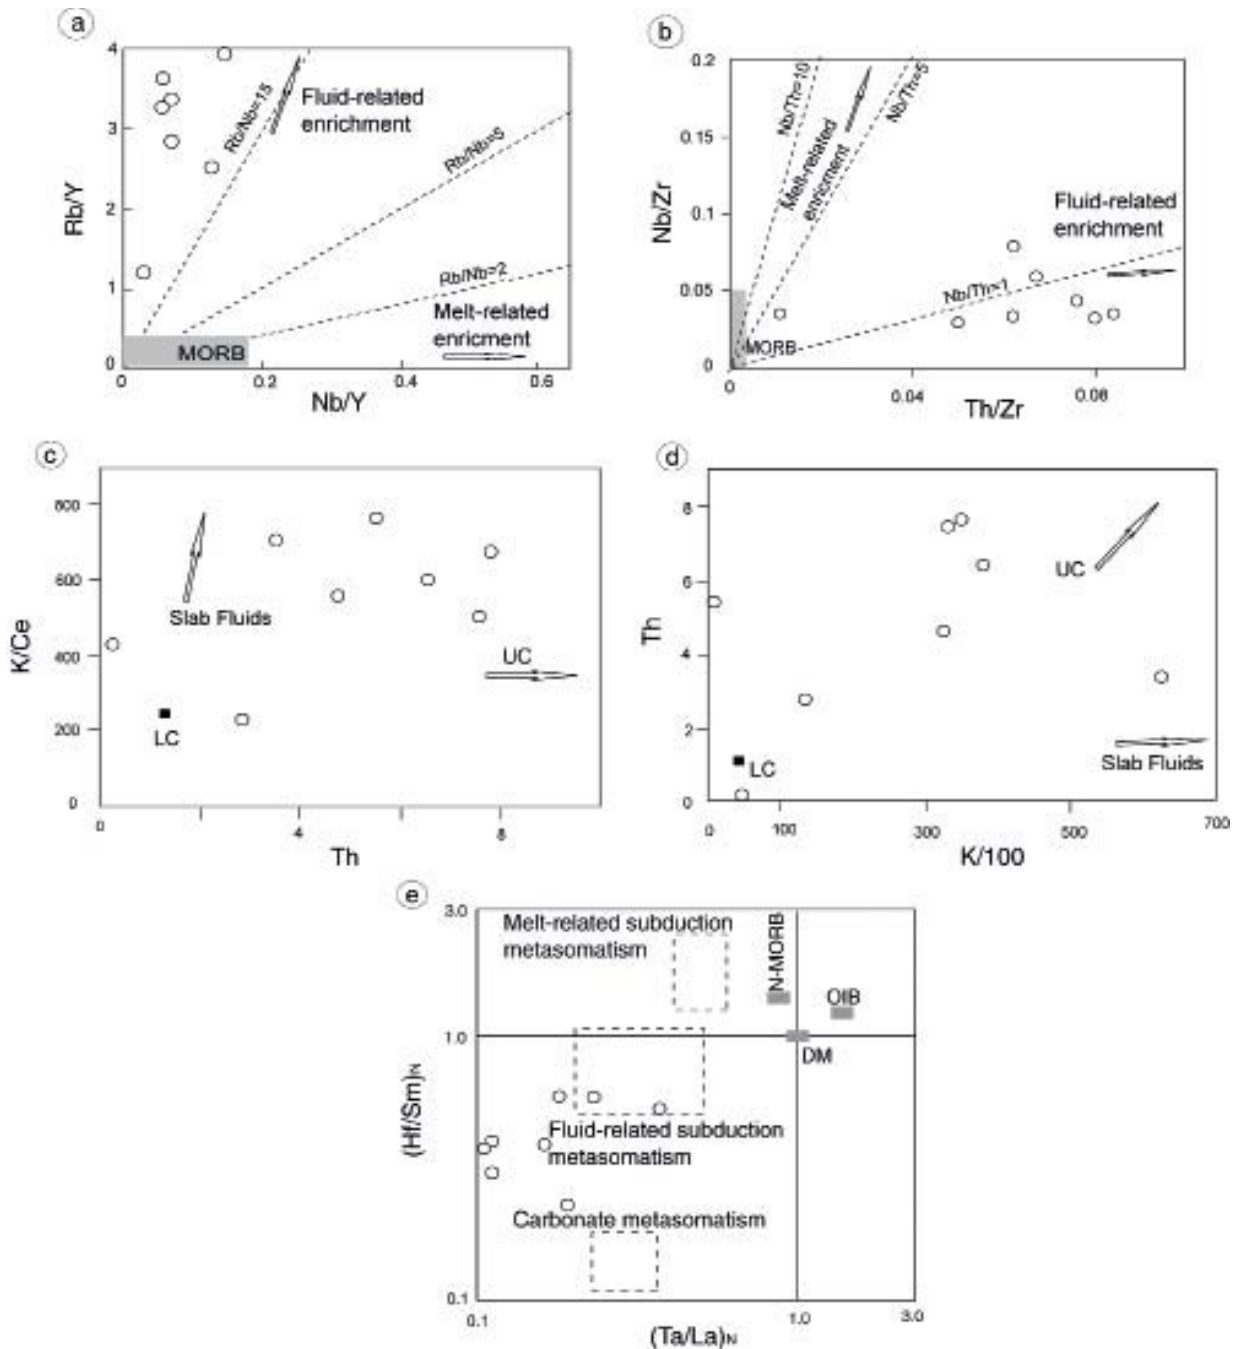 a
4
3
2
1
0
Rb/Y
Rb/Nb=15
Fluid-related
enrichment
Rb/Nb=5
Rb/Nb=2
Melt-related
enricment
MORB
0
0.2
0.4
0.6
Nb/Y
b
0.2
0.15
0.1
0.05
0
Nb/Zr
Nb/Th=10
Melt-related
enricment
Nb/Th=5
Fluid-related
enrichment
Nb/Th=1
MORB
0
0.04
0.08
Th/Zr
c
800
600
400
200
0
K/Ce
Slab Fluids
UC
LC
0
4
8
Th
d
8
6
4
2
0
Th
UC
LC
Slab Fluids
0
100
300
500
700
K/100
e
3.0
1.0
0.1
(Hf/Sm)N
Melt-related subduction
metasomatism
N-MORB
OIB
DM
Fluid-related subduction
metasomatism
Carbonate metasomatism
0.1
1.0
3.0
(Ta/La)N